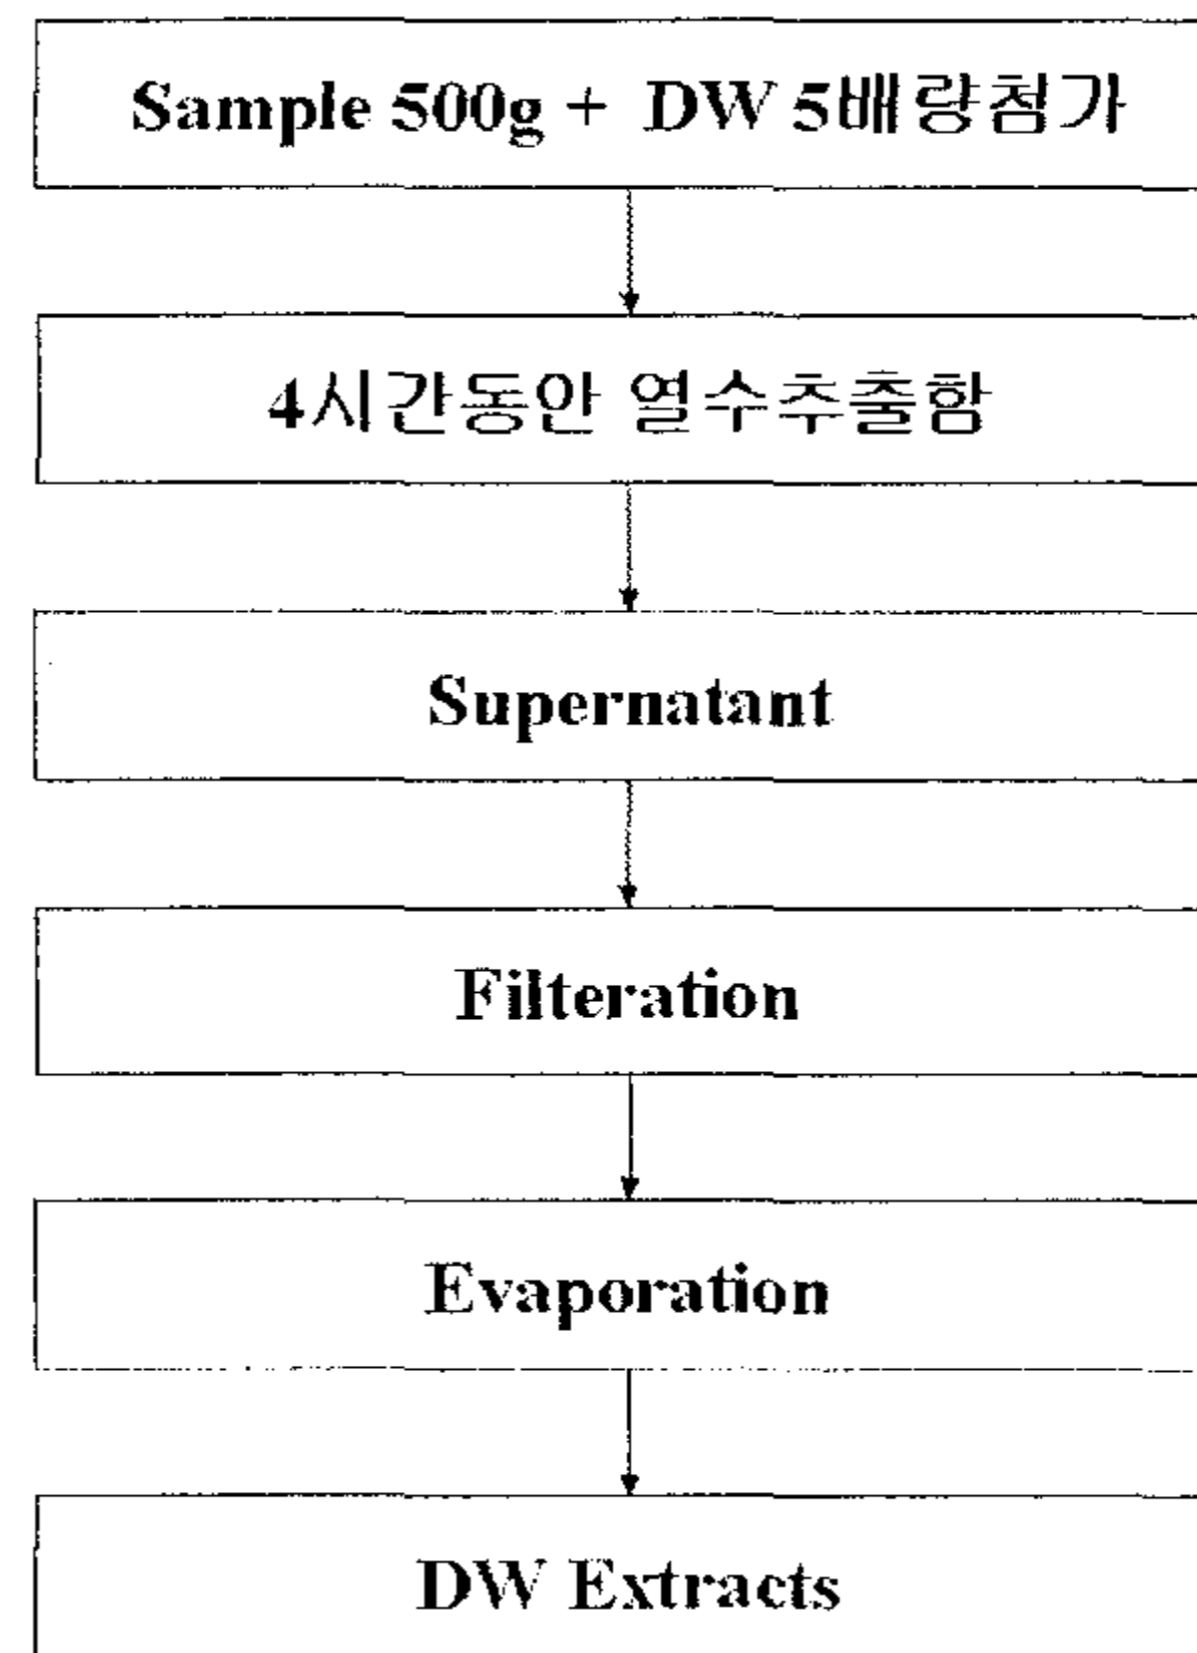 Sample 500g + DW 5배량첨가
4시간동안 열수추출함
Supernatant
Filteration
Evaporation
DW Extracts